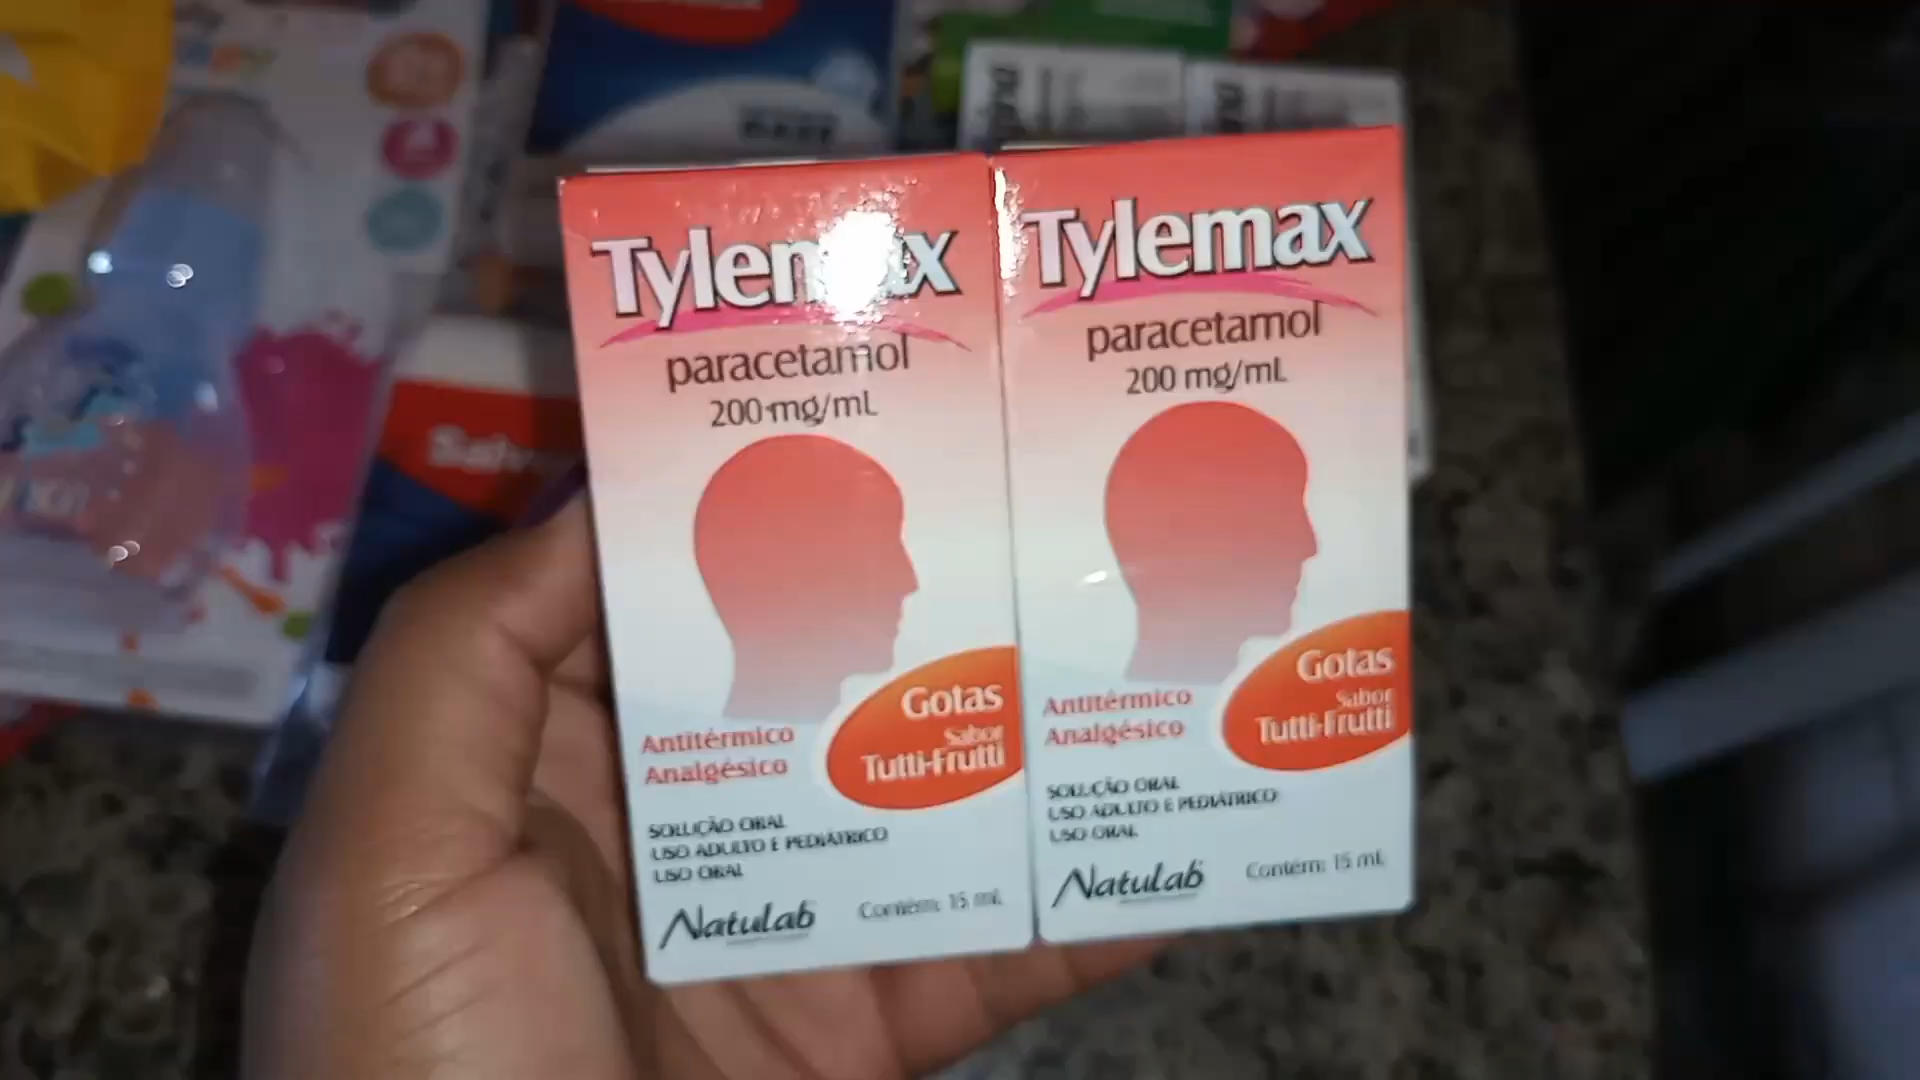 Tylemax
paracetamol
200 mg/mL
Antitérmico
Analgésico
Gotas
Sabor
Tutti-Frutti
SOLUÇÃO ORAL
USO ADULTO E PEDIÁTRICO
USO ORAL
Natulab
Contém: 15 mL
Tylemax
paracetamol
200 mg/mL
Antitérmico
Analgésico
Gotas
Sabor
Tutti-Frutti
SOLUÇÃO ORAL
USO ADULTO E PEDIÁTRICO
USO ORAL
Natulab
Contém: 15 mL